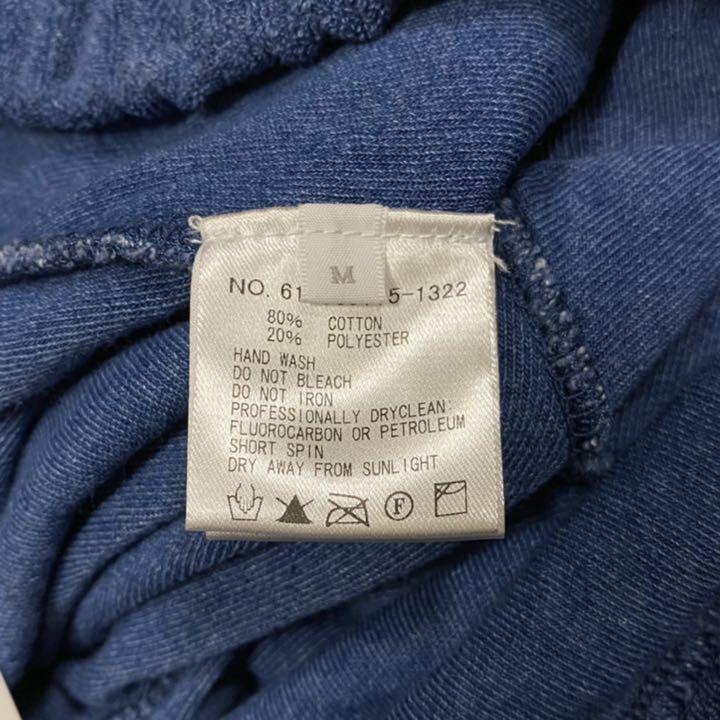 M
NO. 61 5-1322
80% COTTON
20% POLYESTER
HAND WASH
DO NOT BLEACH
DO NOT IRON
PROFESSIONALLY DRYCLEAN:
FLUOROCARBON OR PETROLEUM
SHORT SPIN
DRY AWAY FROM SUNLIGHT
F